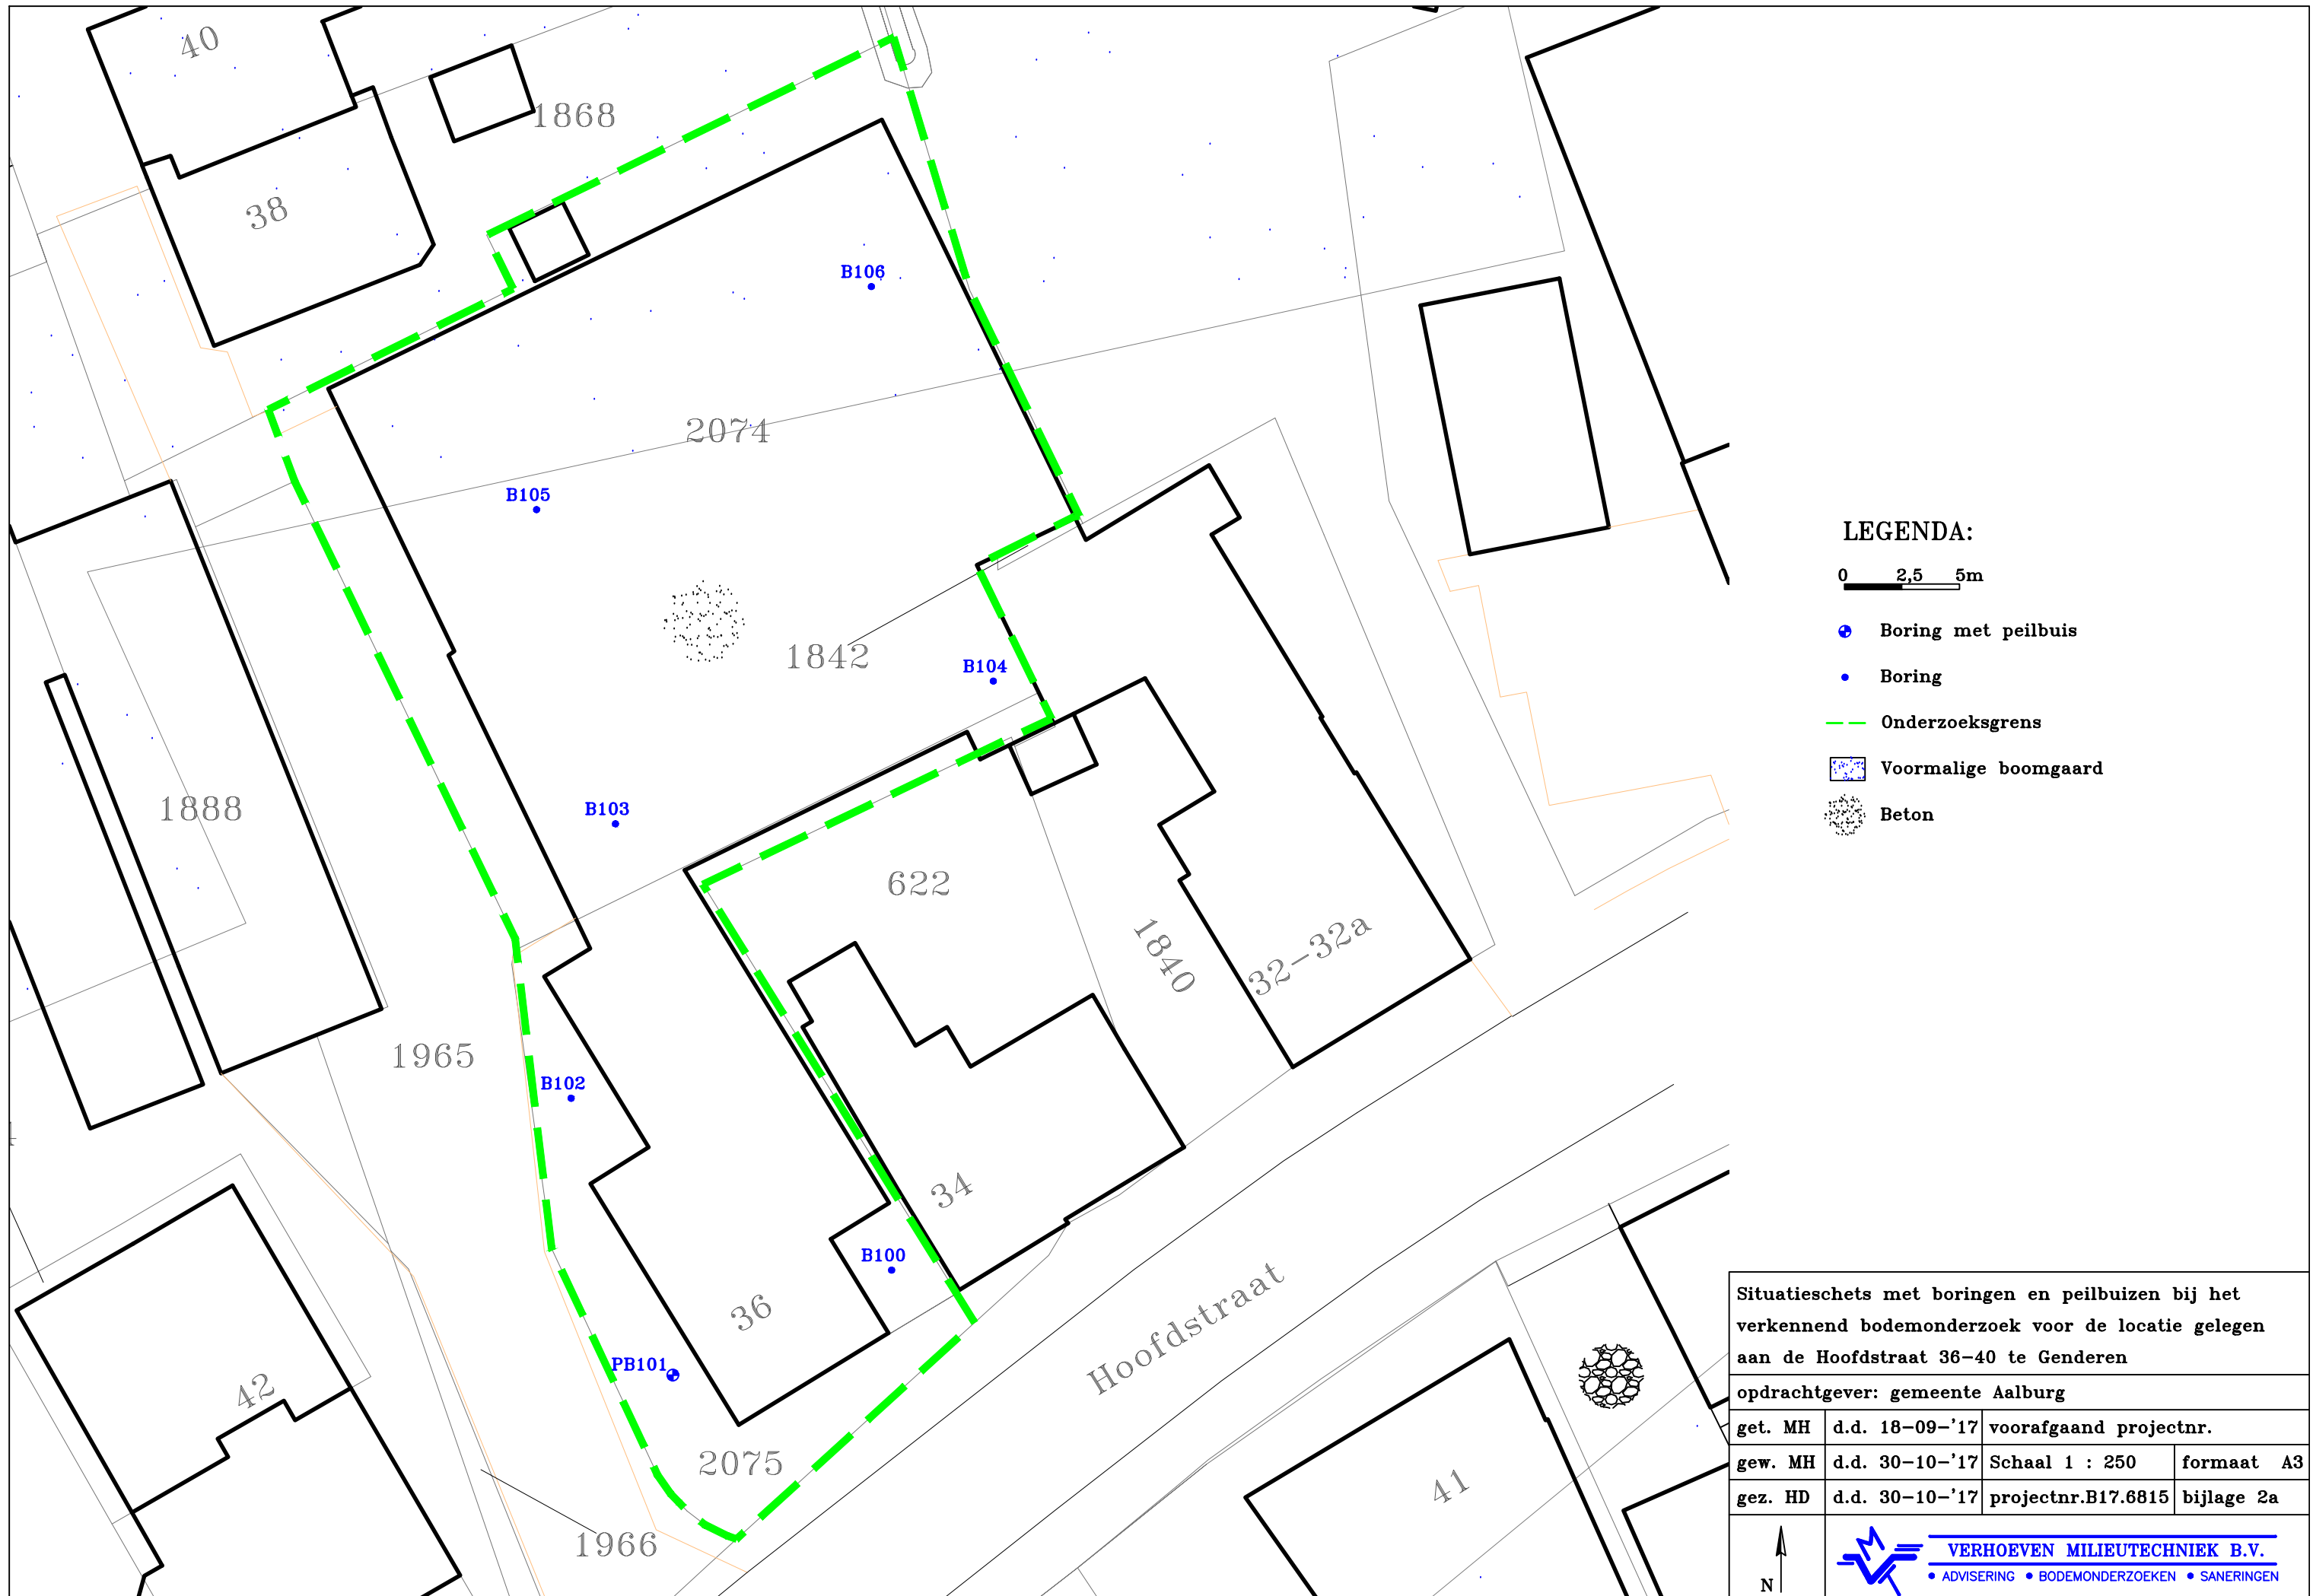 40
1868
38
B106
2074
B105
1842
B104
B103
1888
622
1840
32-32a
1965
B102
34
B100
36
Hoofdstraat
PB101
42
2075
41
1966
LEGENDA:
0 2,5 5m
Boring met peilbuis
Boring
Onderzoeksgrens
Voormalige boomgaard
Beton
Situatieschets met boringen en peilbuizen bij het
verkennend bodemonderzoek voor de locatie gelegen
aan de Hoofdstraat 36-40 te Genderen
opdrachtgever: gemeente Aalburg
get. MH d.d. 18-09-'17 voorafgaand projectnr.
gew. MH d.d. 30-10-'17 Schaal 1 : 250 formaat A3
gez. HD d.d. 30-10-'17 projectnr.B17.6815 bijlage 2a
N
VERHOEVEN MILIEUTECHNIEK B.V.
• ADVISERING • BODEMONDERZOEKEN • SANERINGEN